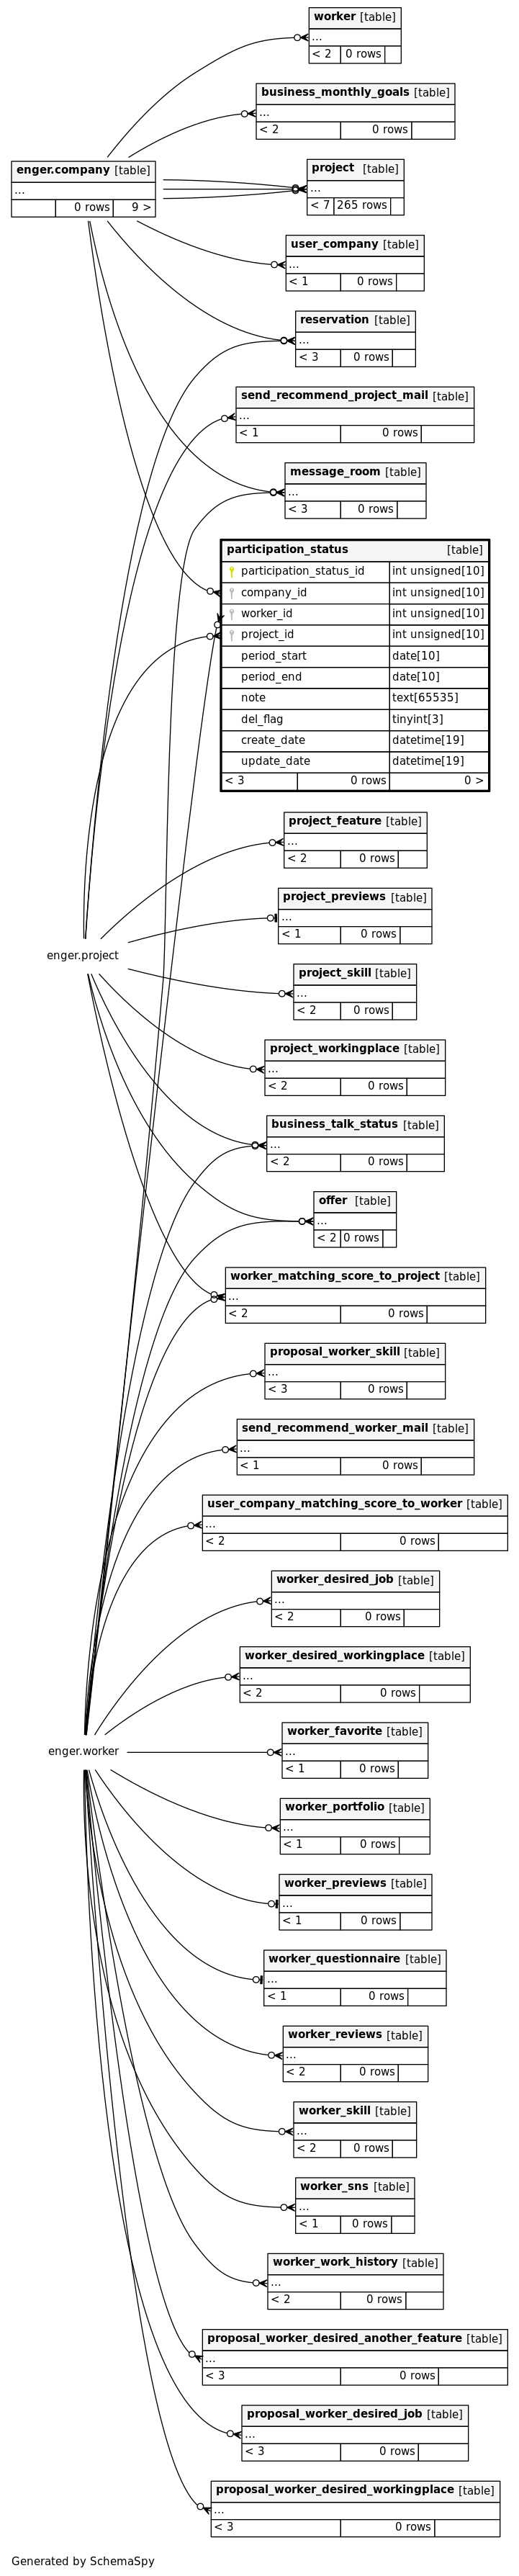 worker [table]
...
< 2 0 rows
business_monthly_goals [table]
...
< 2 0 rows
enger.company [table]
...
0 rows 9 >
project [table]
...
< 7 265 rows
user_company [table]
...
< 1 0 rows
reservation [table]
...
< 3 0 rows
send_recommend_project_mail [table]
...
< 1 0 rows
message_room [table]
...
< 3 0 rows
participation_status [table]
participation_status_id int unsigned[10]
company_id int unsigned[10]
worker_id int unsigned[10]
project_id int unsigned[10]
period_start date[10]
period_end date[10]
note text[65535]
del_flag tinyint[3]
create_date datetime[19]
update_date datetime[19]
< 3 0 rows 0 >
project_feature [table]
...
< 2 0 rows
project_previews [table]
...
< 1 0 rows
enger.project
project_skill [table]
...
< 2 0 rows
project_workingplace [table]
...
< 2 0 rows
business_talk_status [table]
...
< 2 0 rows
offer [table]
...
< 2 0 rows
worker_matching_score_to_project [table]
...
< 2 0 rows
proposal_worker_skill [table]
...
< 3 0 rows
send_recommend_worker_mail [table]
...
< 1 0 rows
user_company_matching_score_to_worker [table]
...
< 2 0 rows
worker_desired_job [table]
...
< 2 0 rows
worker_desired_workingplace [table]
...
< 2 0 rows
enger.worker
worker_favorite [table]
...
< 1 0 rows
worker_portfolio [table]
...
< 1 0 rows
worker_previews [table]
...
< 1 0 rows
worker_questionnaire [table]
...
< 1 0 rows
worker_reviews [table]
...
< 2 0 rows
worker_skill [table]
...
< 2 0 rows
worker_sns [table]
...
< 1 0 rows
worker_work_history [table]
...
< 2 0 rows
proposal_worker_desired_another_feature [table]
...
< 3 0 rows
proposal_worker_desired_job [table]
...
< 3 0 rows
proposal_worker_desired_workingplace [table]
...
< 3 0 rows
Generated by SchemaSpy